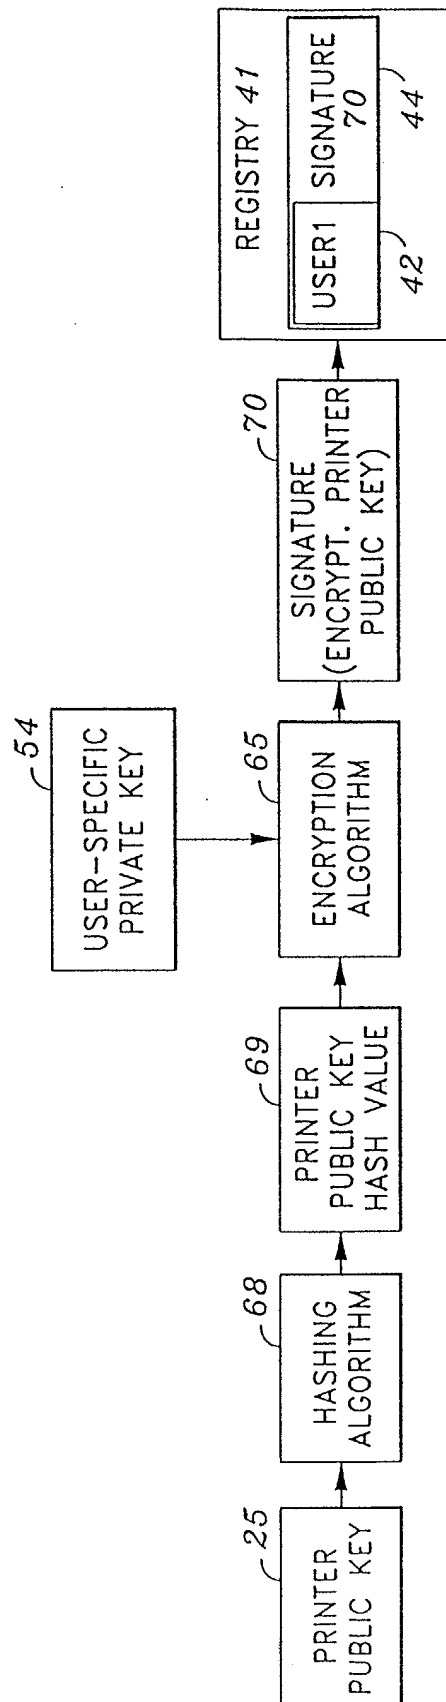 25
PRINTER
PUBLIC KEY
68
HASHING
ALGORITHM
69
PRINTER
PUBLIC KEY
HASH VALUE
54
USER-SPECIFIC
PRIVATE KEY
65
ENCRYPTION
ALGORITHM
70
SIGNATURE
(ENCRYPT. PRINTER
PUBLIC KEY)
REGISTRY 41
USER1
SIGNATURE
70
42
44